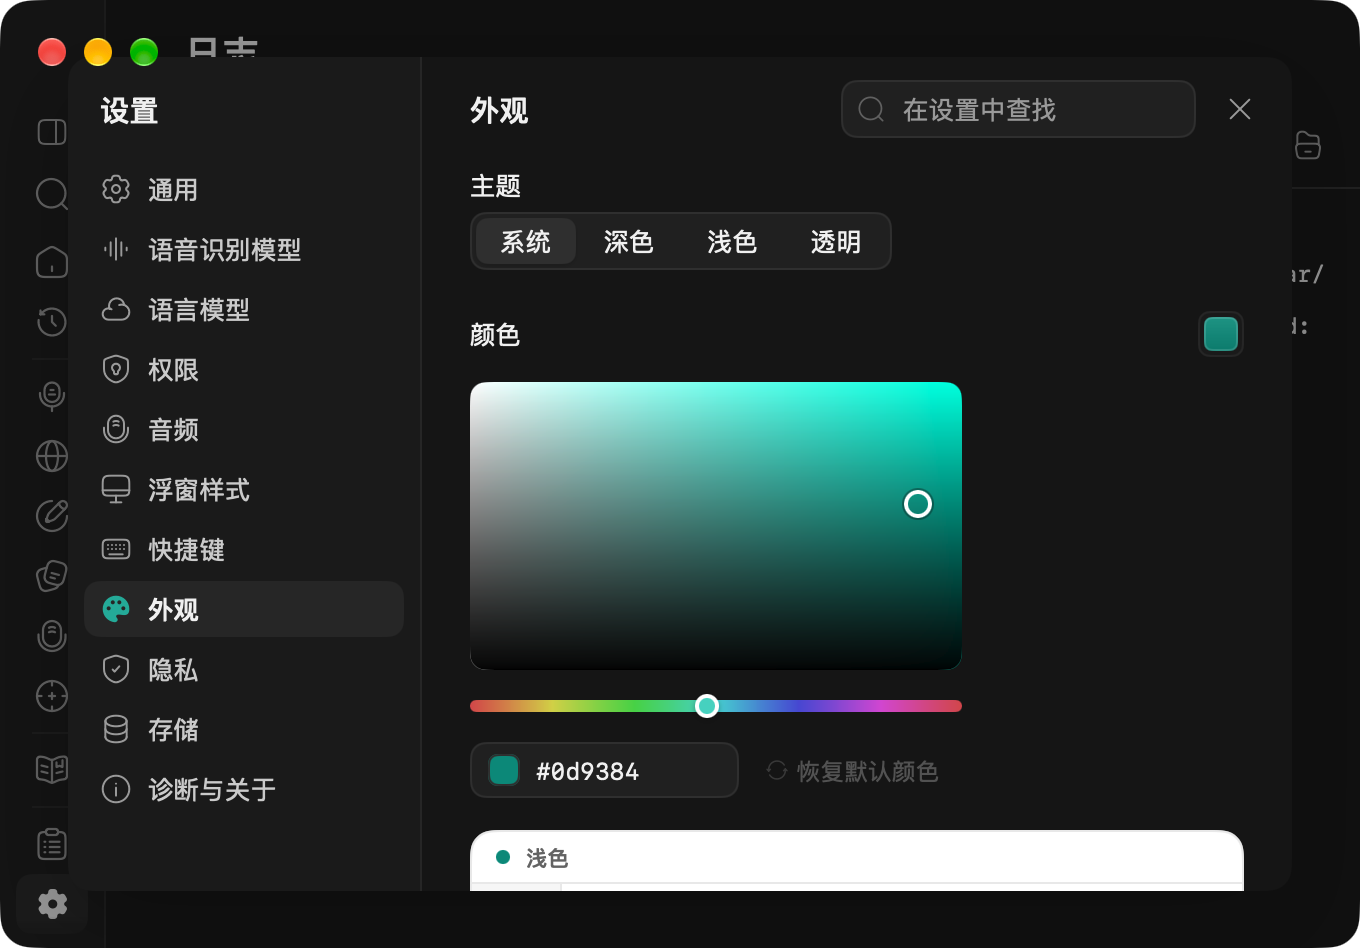 日志
设置
通用
语音识别模型
语言模型
权限
音频
浮窗样式
快捷键
外观
隐私
存储
诊断与关于
外观
在设置中查找
主题
系统
深色
浅色
透明
颜色
#0d9384
恢复默认颜色
浅色
ar/
d: